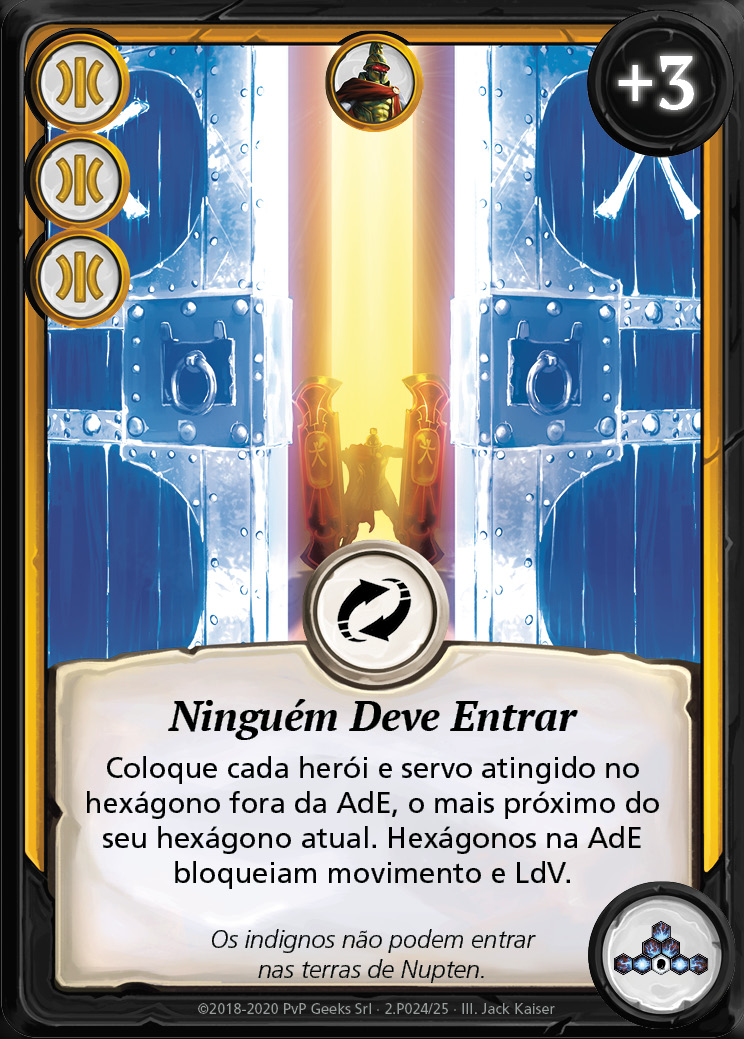 +3
Ninguém Deve Entrar
Coloque cada herói e servo atingido no
hexágono fora da AdE, o mais próximo do
seu hexágono atual. Hexágonos na AdE
bloqueiam movimento e LdV.
Os indignos não podem entrar
nas terras de Nupten.
©2018-2020 PvP Geeks Srl · 2.P024/25 · Ill. Jack Kaiser